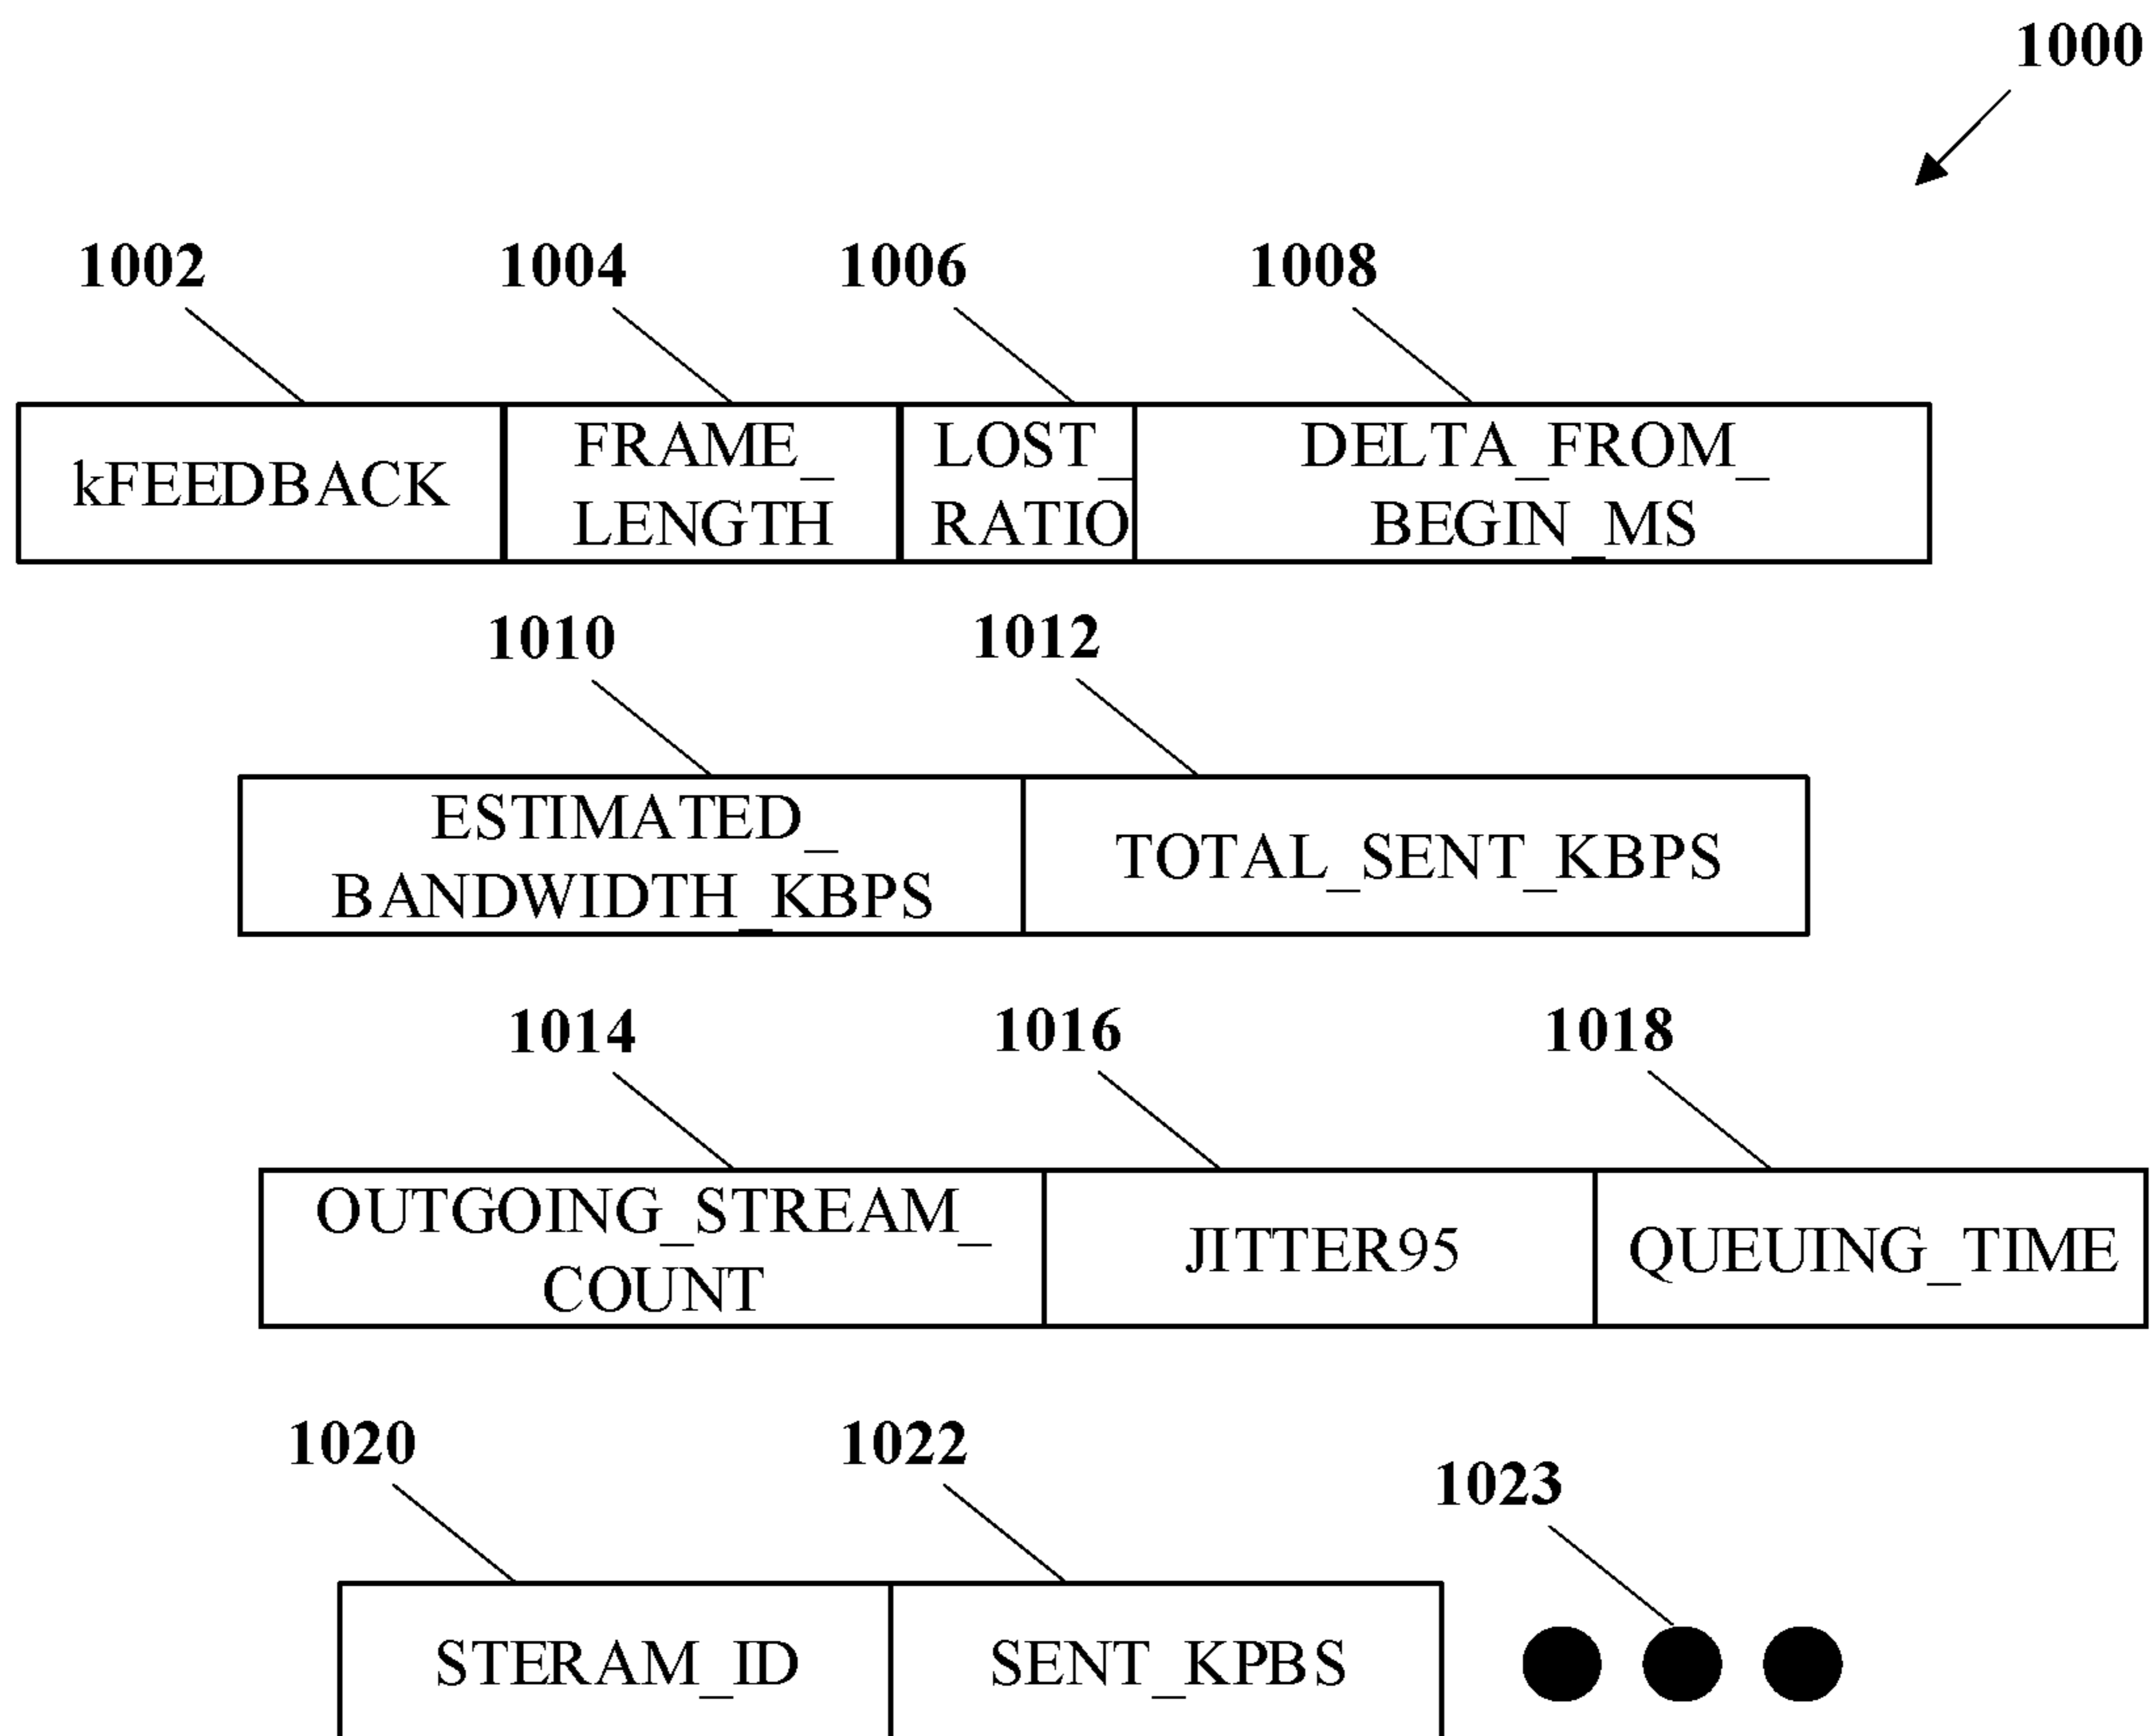 1000
1002 1004 1006 1008
kFEEDBACK
FRAME_
LENGTH
LOST_
RATIO
DELTA_FROM_
BEGIN_MS
1010 1012
ESTIMATED_
BANDWIDTH_KBPS
TOTAL_SENT_KBPS
1014 1016 1018
OUTGOING_STREAM_
COUNT
JITTER95
QUEUING_TIME
1020 1022 1023
STERAM_ID
SENT_KPBS